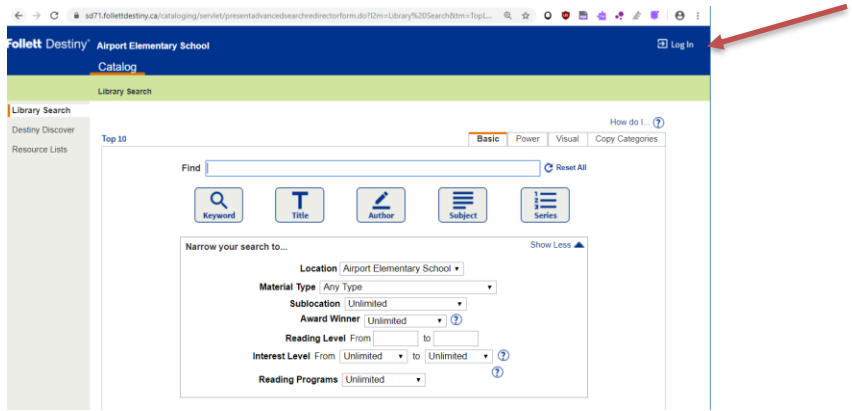 sd71.follettdestiny.ca/cataloging/servlet/presentadvancedsearchredirectorform.do?l2m=Library%20Search&tm=TopL...
Follett Destiny® Airport Elementary School
Log In
Catalog
Library Search
Library Search
Destiny Discover
Resource Lists
How do I... ?
Top 10
Basic Power Visual Copy Categories
Find
Reset All
Keyword Title Author Subject Series
Narrow your search to...
Show Less
Location Airport Elementary School
Material Type Any Type
Sublocation Unlimited
Award Winner Unlimited ?
Reading Level From to
Interest Level From Unlimited to Unlimited ?
Reading Programs Unlimited ?